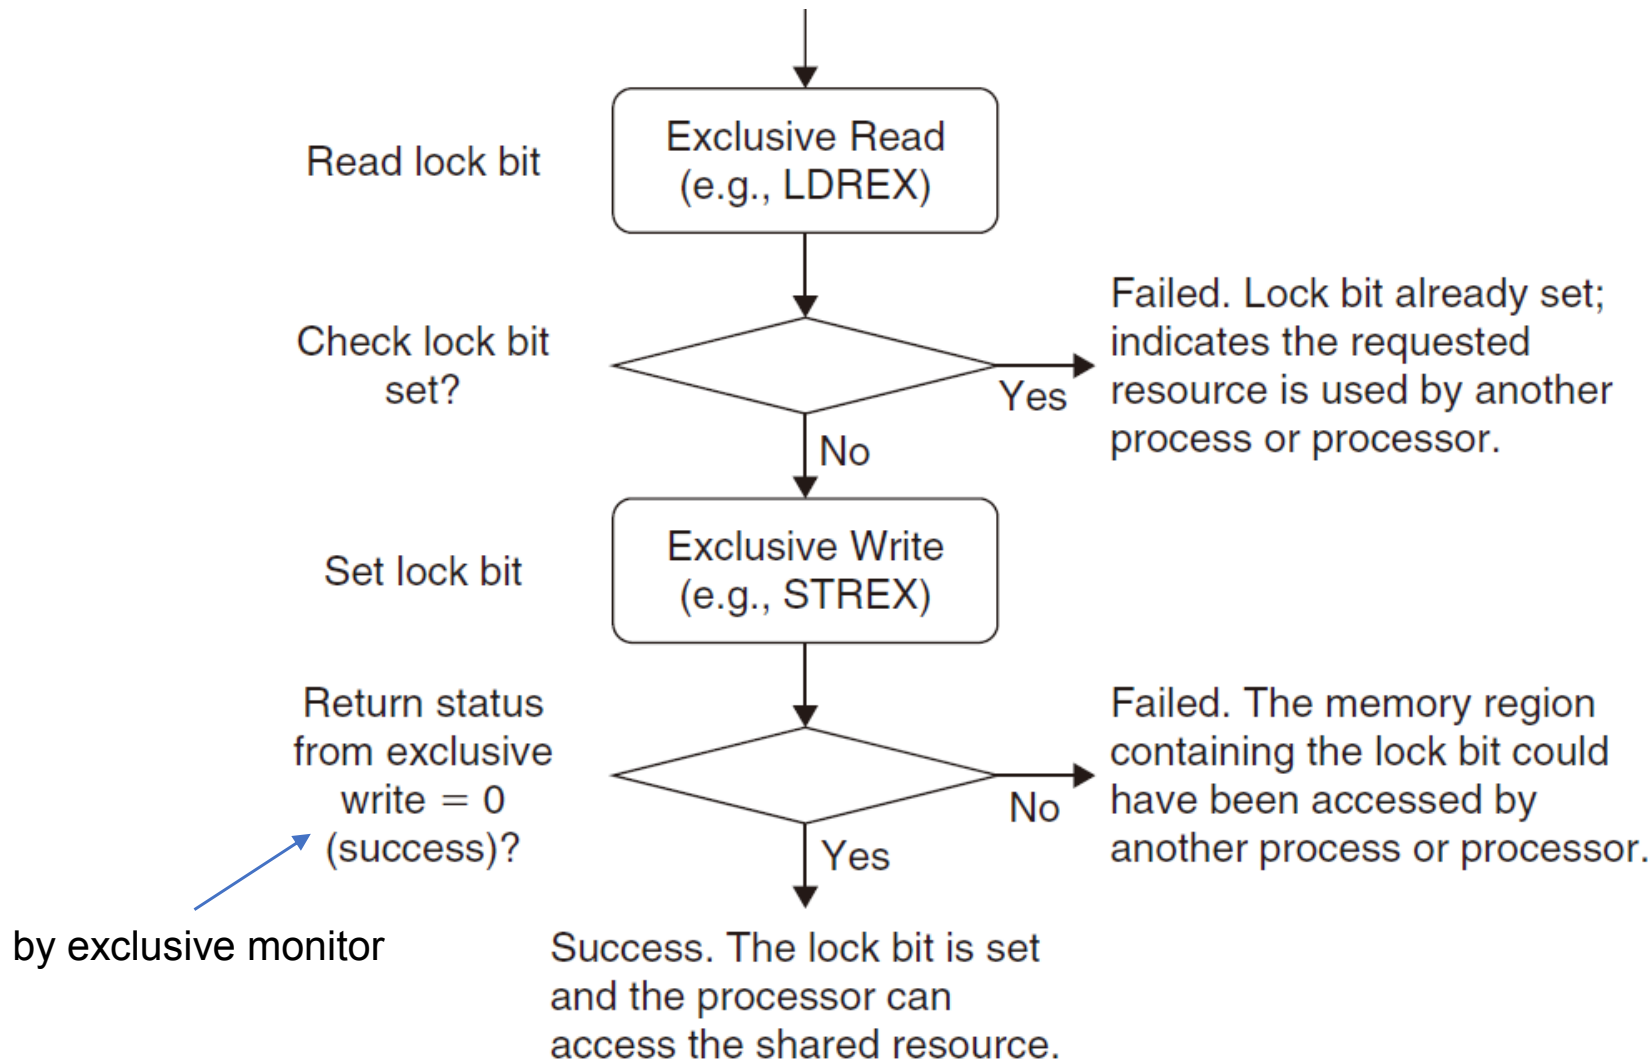 Read lock bit
Exclusive Read
(e.g., LDREX)
Check lock bit
set?
Yes
Failed. Lock bit already set;
indicates the requested
resource is used by another
process or processor.
No
Set lock bit
Exclusive Write
(e.g., STREX)
Return status
from exclusive
write = 0
(success)?
No
Failed. The memory region
containing the lock bit could
have been accessed by
another process or processor.
Yes
by exclusive monitor
Success. The lock bit is set
and the processor can
access the shared resource.